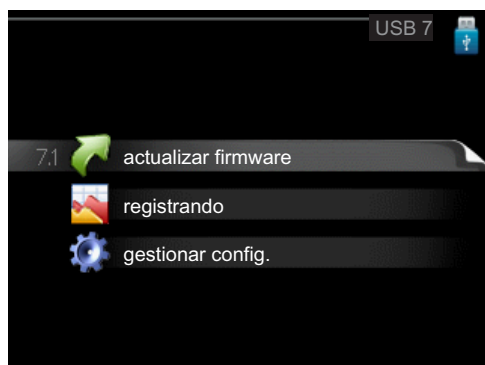 USB 7
7.1 actualizar firmware
registrando
gestionar config.